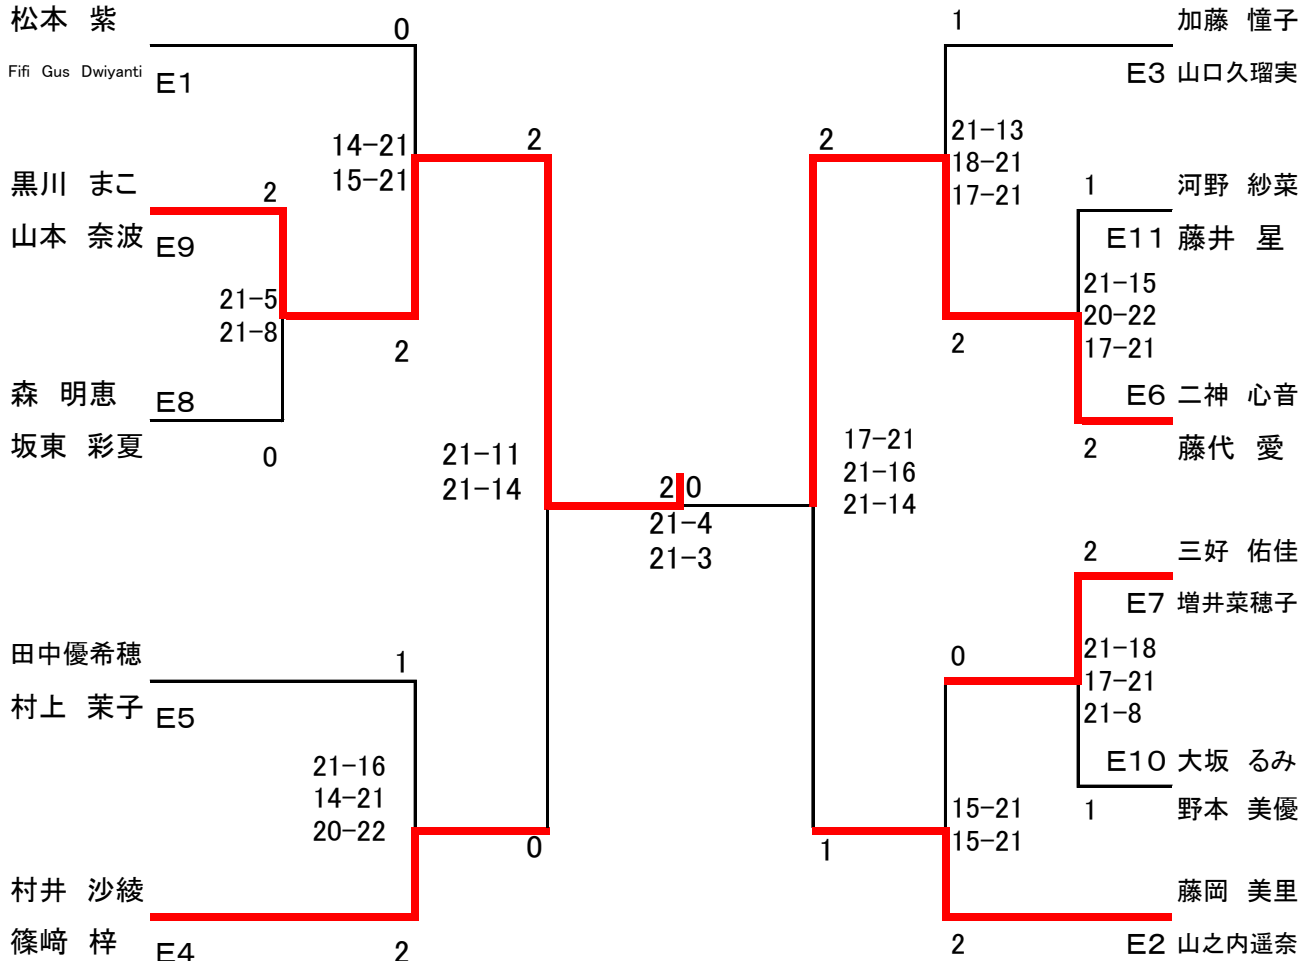 松本　紫
0
Fifi Gus Dwiyanti
E1
14-21
15-21
2
黒川　まこ
2
山本　奈波
E9
21-5
21-8
2
森　明恵
E8
坂東　彩夏
0
21-11
21-14
田中優希穂
1
村上　茉子
E5
21-16
14-21
20-22
0
村井　沙綾
篠﨑　梓
E4
2
2 0
21-4
21-3
1
加藤　憧子
E3 山口久瑠実
2
21-13
18-21
17-21
1
河野　紗菜
E11 藤井　星
21-15
20-22
17-21
2
E6 二神　心音
2
藤代　愛
17-21
21-16
21-14
2
三好　佑佳
E7 増井菜穂子
0
21-18
17-21
21-8
E10 大坂　るみ
1
野本　美優
15-21
15-21
1
藤岡　美里
2
E2 山之内遥奈